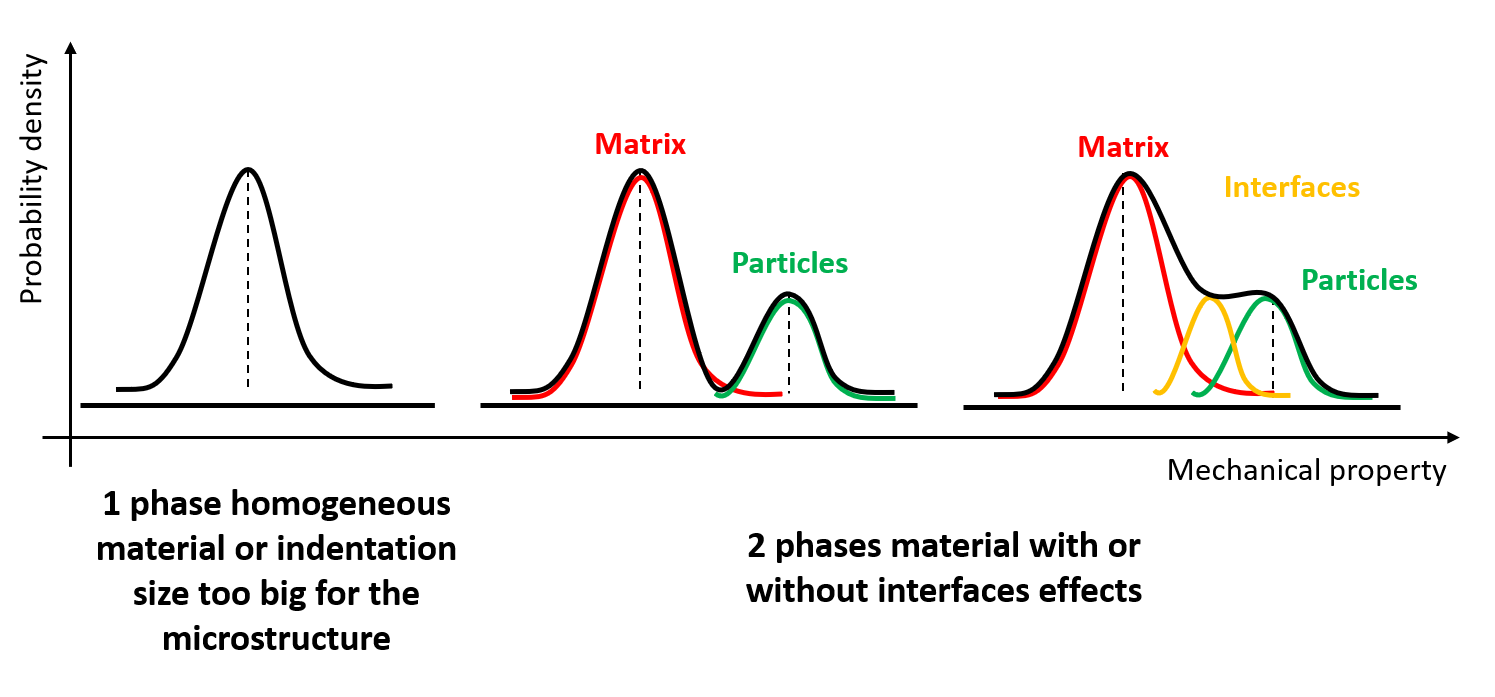 Probability density
Matrix
Particles
Matrix
Interfaces
Particles
Mechanical property
1 phase homogeneous
material or indentation
size too big for the
microstructure
2 phases material with or
without interfaces effects